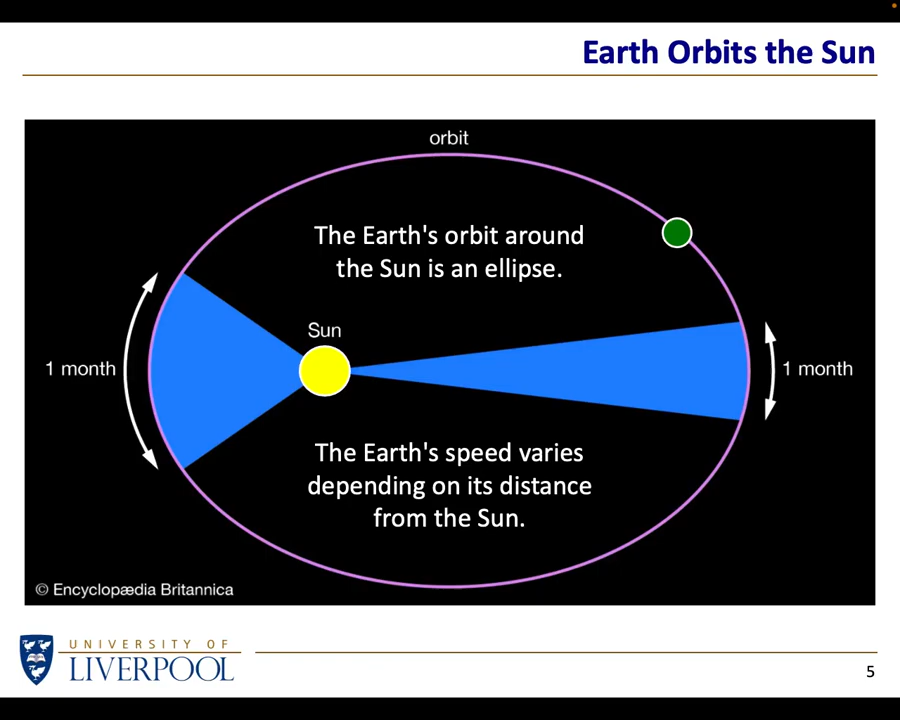 Earth Orbits the Sun
orbit
The Earth's orbit around
the Sun is an ellipse.
Sun
1 month
1 month
The Earth's speed varies
depending on its distance
from the Sun.
© Encyclopædia Britannica
UNIVERSITY OF
LIVERPOOL
5